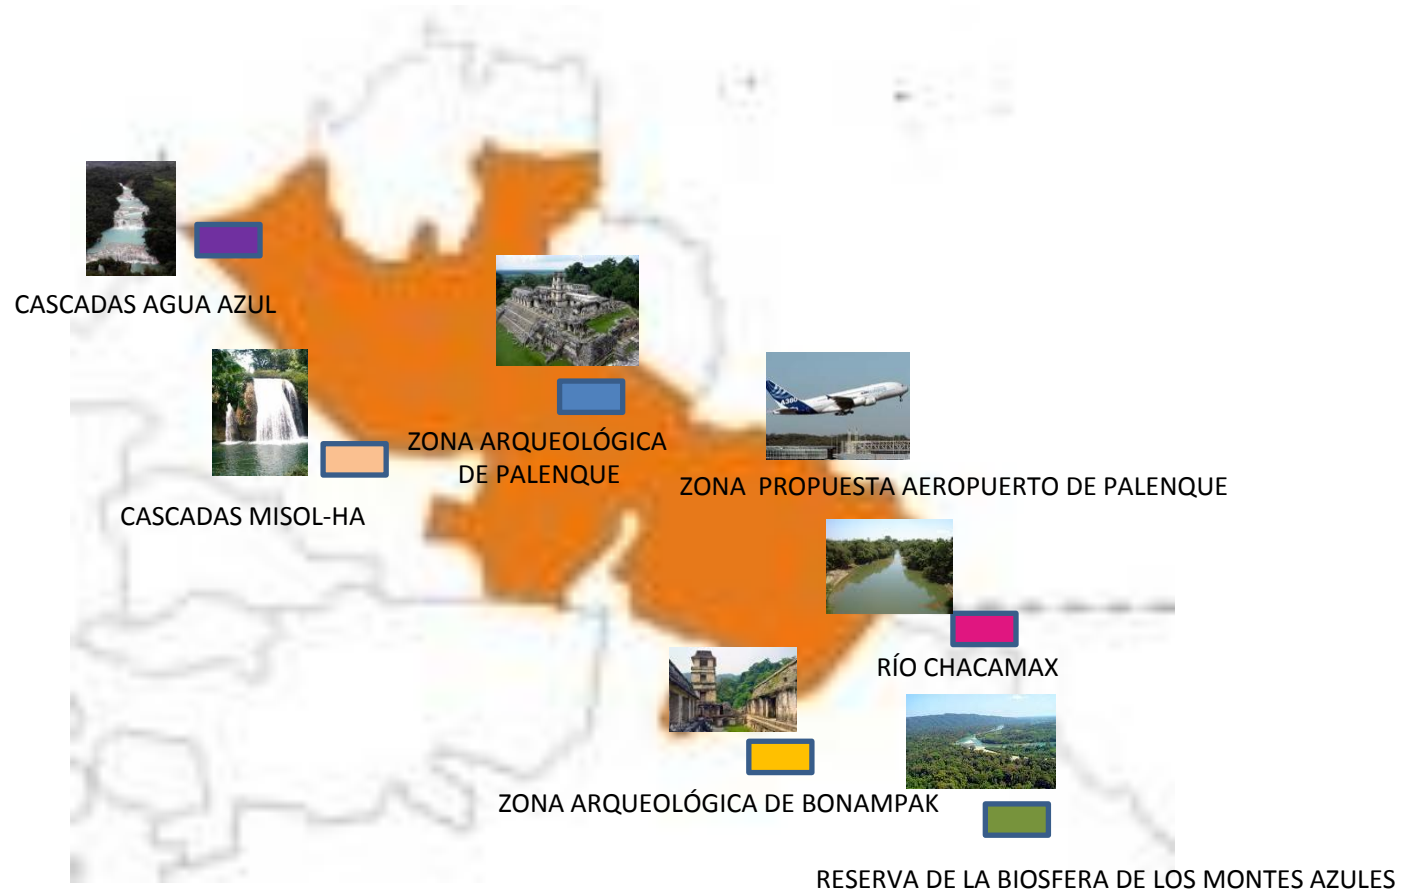 CASCADAS AGUA AZUL
ZONA ARQUEOLÓGICA
DE PALENQUE
CASCADAS MISOL-HA
A380
ZONA PROPUESTA AEROPUERTO DE PALENQUE
RÍO CHACAMAX
ZONA ARQUEOLÓGICA DE BONAMPAK
RESERVA DE LA BIOSFERA DE LOS MONTES AZULES